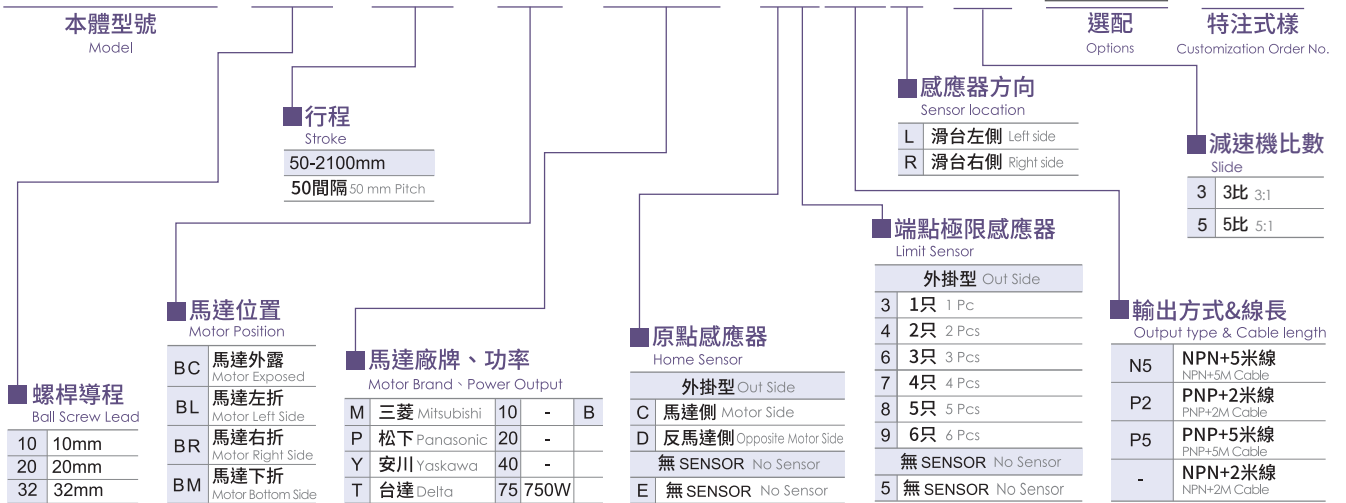 本體型號
Model
選配
Options
特注式樣
Customization Order No.
行程
Stroke
50-2100mm
50間隔 50 mm Pitch
感應器方向
Sensor location
L 滑台左側 Left side
R 滑台右側 Right side
減速機比數
Slide
3 3比 3:1
5 5比 5:1
螺桿導程
Ball Screw Lead
10 10mm
20 20mm
32 32mm
馬達位置
Motor Position
BC 馬達外露
Motor Exposed
BL 馬達左折
Motor Left Side
BR 馬達右折
Motor Right Side
BM 馬達下折
Motor Bottom Side
馬達廠牌、功率
Motor Brand、Power Output
M 三菱 Mitsubishi 10 - B
P 松下 Panasonic 20 -
Y 安川 Yaskawa 40 -
T 台達 Delta 75 750W
原點感應器
Home Sensor
外掛型 Out Side
C 馬達側 Motor Side
D 反馬達側 Opposite Motor Side
無 SENSOR No Sensor
E 無 SENSOR No Sensor
端點極限感應器
Limit Sensor
外掛型 Out Side
3 1只 1 Pc
4 2只 2 Pcs
6 3只 3 Pcs
7 4只 4 Pcs
8 5只 5 Pcs
9 6只 6 Pcs
無 SENSOR No Sensor
5 無 SENSOR No Sensor
輸出方式&線長
Output type & Cable length
N5 NPN+5米線
NPN+5M Cable
P2 PNP+2米線
PNP+2M Cable
P5 PNP+5米線
PNP+5M Cable
- NPN+2米線
NPN+2M Cable